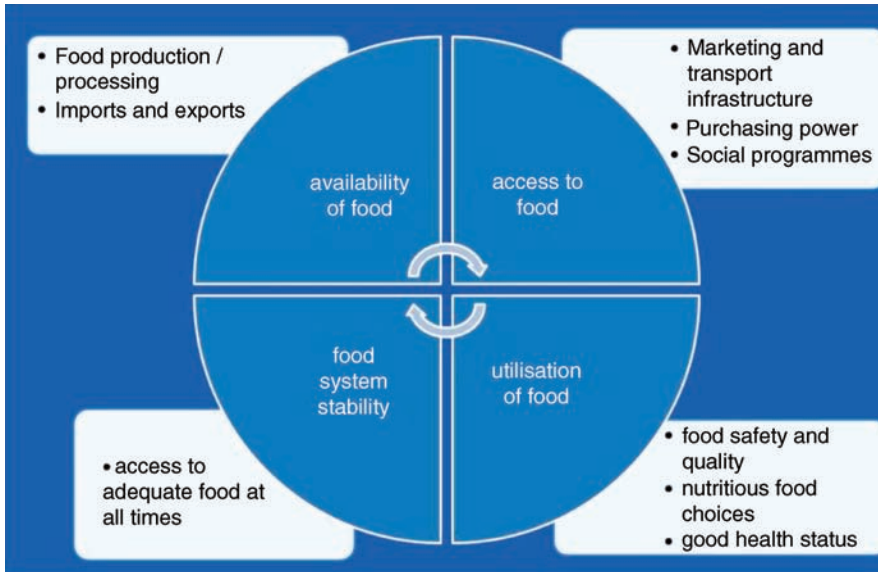 • Food production /
processing
• Imports and exports
• Marketing and
transport
infrastructure
• Purchasing power
• Social programmes
availability
of food
access to
food
food
system
stability
utilisation
of food
• access to
adequate food at
all times
• food safety and
quality
• nutritious food
choices
• good health status